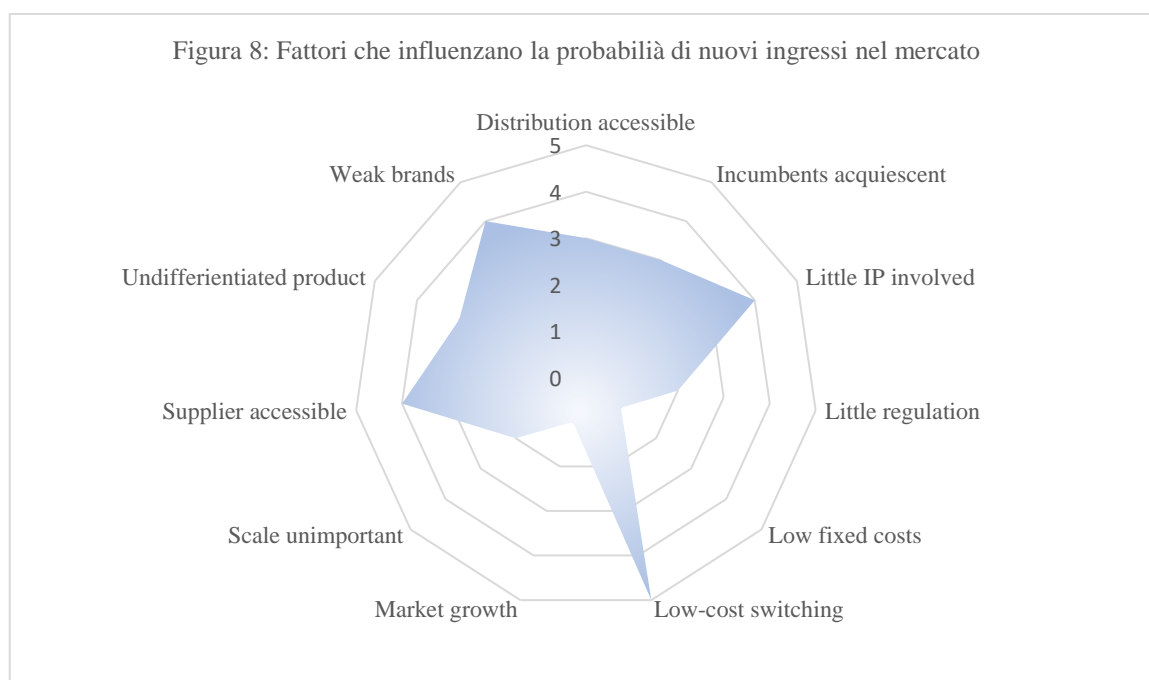 Figura 8: Fattori che influenzano la probabilià di nuovi ingressi nel mercato
Distribution accessible
5
Weak brands
Incumbents acquiescent
4
3
Undifferientiated product
Little IP involved
2
1
0
Supplier accessible
Little regulation
Scale unimportant
Low fixed costs
Market growth
Low-cost switching